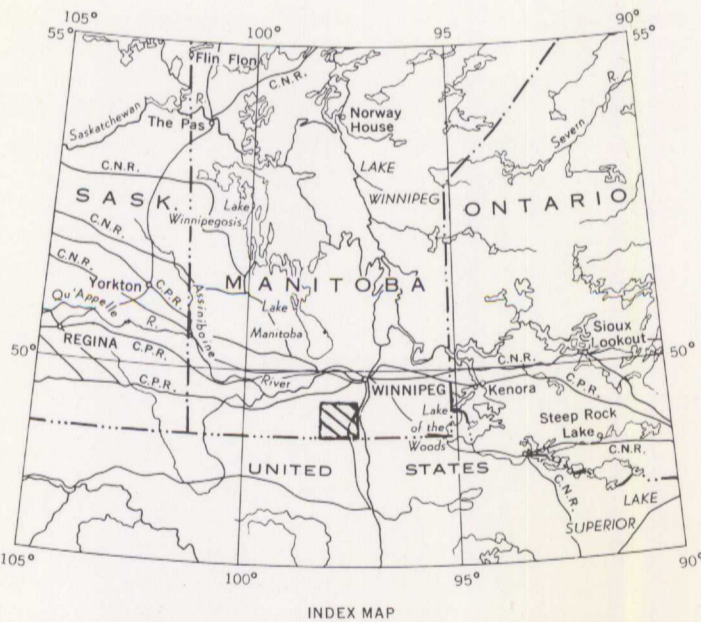 105°
100°
95°
90°
55°
55°
Flin Flon
C.N.R.
R.
R.
Norway
House
Saskatchewan
The Pas
Severn
LAKE
C.N.R.
WINNIPEG
SASK.
ONTARIO
Lake
Winnipegosis
C.N.R.
C.N.R.
MANITOBA
Yorkton
C.P.R.
Assiniboine
Qu'Appelle
R.
Lake
Manitoba
Sioux
Lookout
50°
50°
REGINA
C.P.R.
C.N.R.
C.P.R.
C.P.R.
River
WINNIPEG
Kenora
Lake
of the
Woods
Steep Rock
Lake
C.N.R.
UNITED STATES
C.N.R.
LAKE
SUPERIOR
105°
100°
95°
90°
INDEX MAP